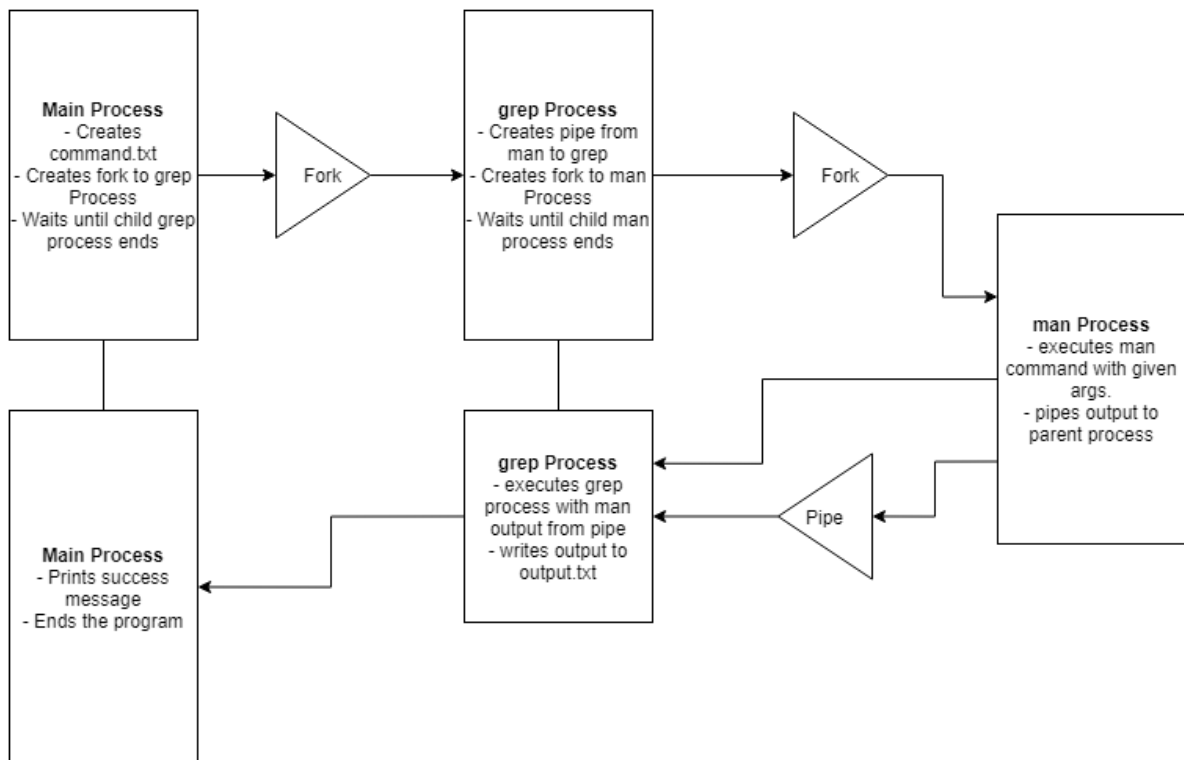 Main Process
- Creates
command.txt
- Creates fork to grep
Process
- Waits until child grep
process ends
Fork
grep Process
- Creates pipe from
man to grep
- Creates fork to man
Process
- Waits until child man
process ends
Fork
man Process
- executes man
command with given
args.
- pipes output to
parent process
Pipe
grep Process
- executes grep
process with man
output from pipe
- writes output to
output.txt
Main Process
- Prints success
message
- Ends the program